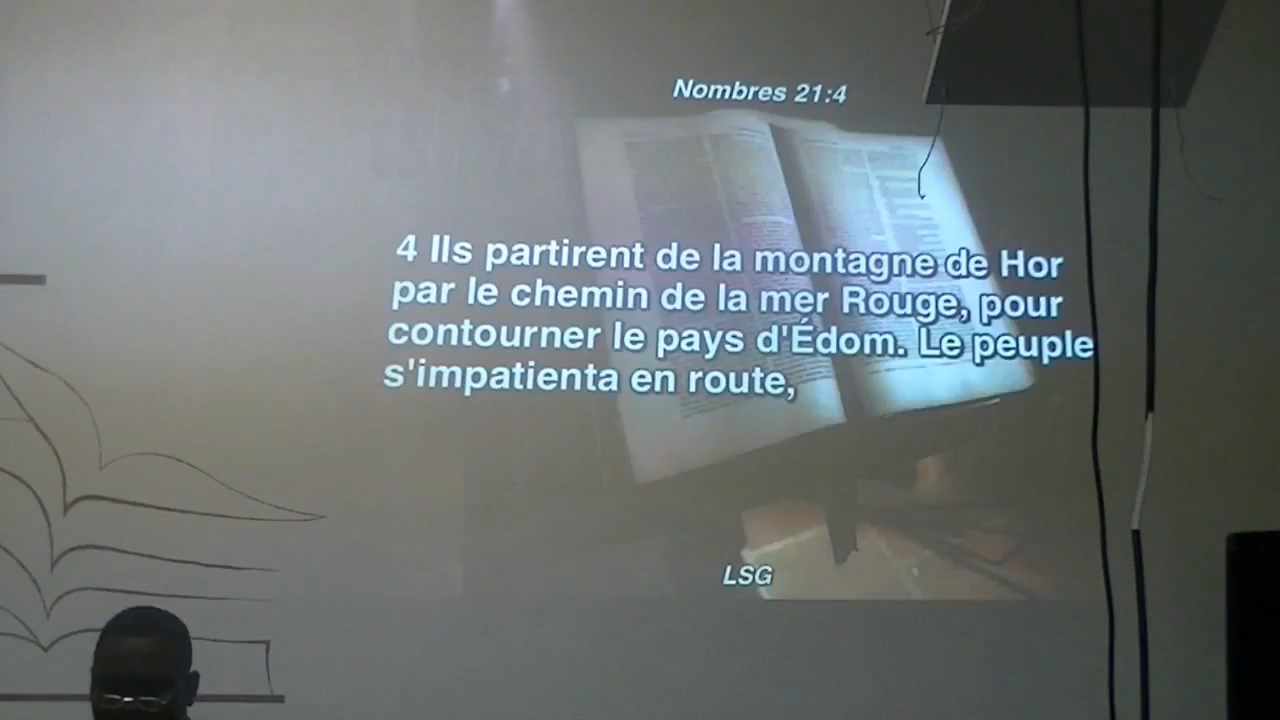 Nombres 21:4
4 Ils partirent de la montagne de Hor
par le chemin de la mer Rouge, pour
contourner le pays d'Édom. Le peuple
s'impatienta en route,
LSG